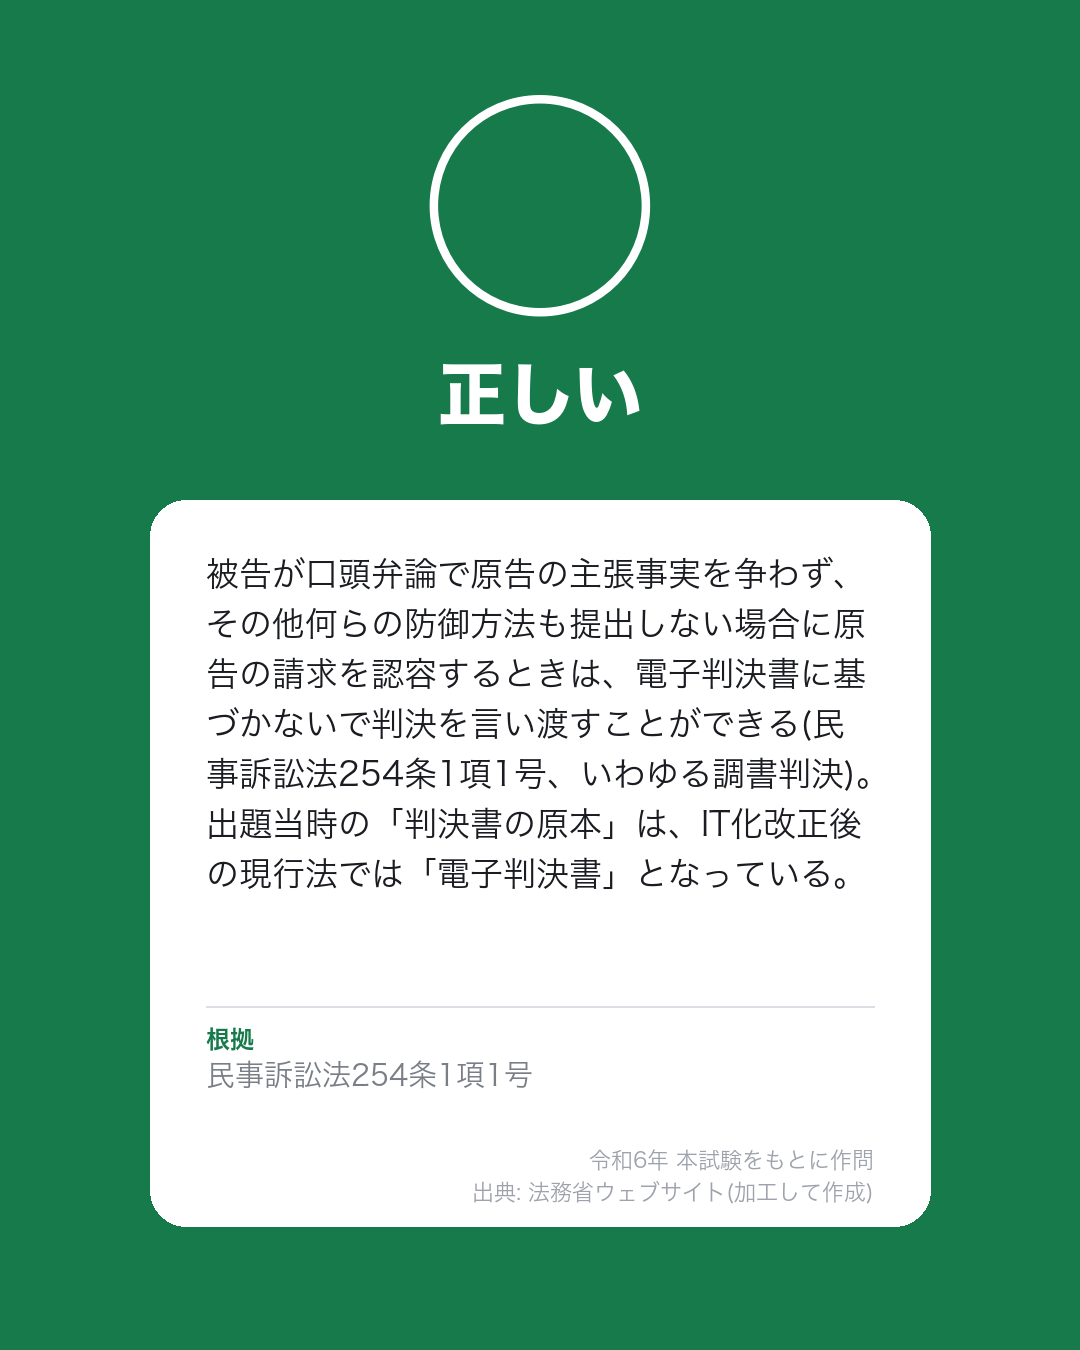 正しい
被告が口頭弁論で原告の主張事実を争わず、
その他何らの防御方法も提出しない場合に原
告の請求を認容するときは、電子判決書に基
づかないで判決を言い渡すことができる(民
事訴訟法254条1項1号、いわゆる調書判決)。
出題当時の「判決書の原本」は、IT化改正後
の現行法では「電子判決書」となっている。
根拠
民事訴訟法254条1項1号
令和6年 本試験をもとに作問
出典: 法務省ウェブサイト(加工して作成)